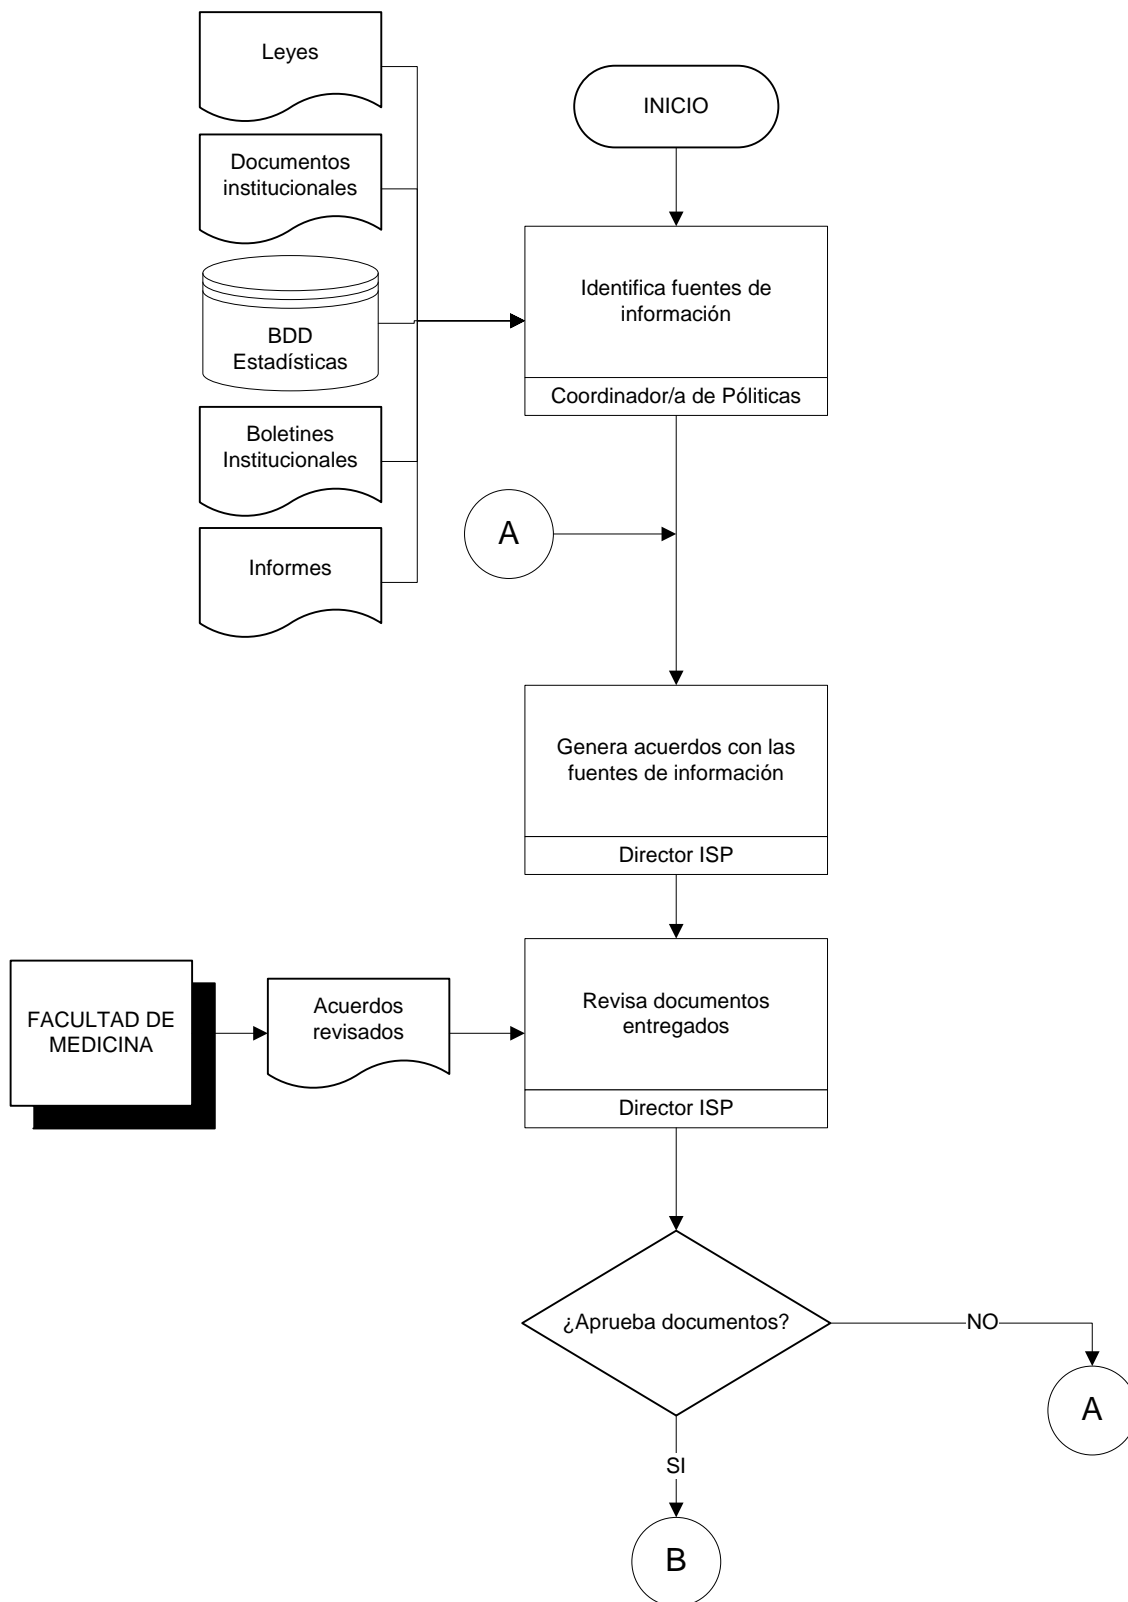 Leyes
INICIO
Documentos
institucionales
BDD
Estadísticas
Identifica fuentes de
información
Coordinador/a de Póliticas
Boletines
Institucionales
A
Informes
Genera acuerdos con las
fuentes de información
Director ISP
FACULTAD DE
MEDICINA
Acuerdos
revisados
Revisa documentos
entregados
Director ISP
¿Aprueba documentos?
NO
A
SI
B